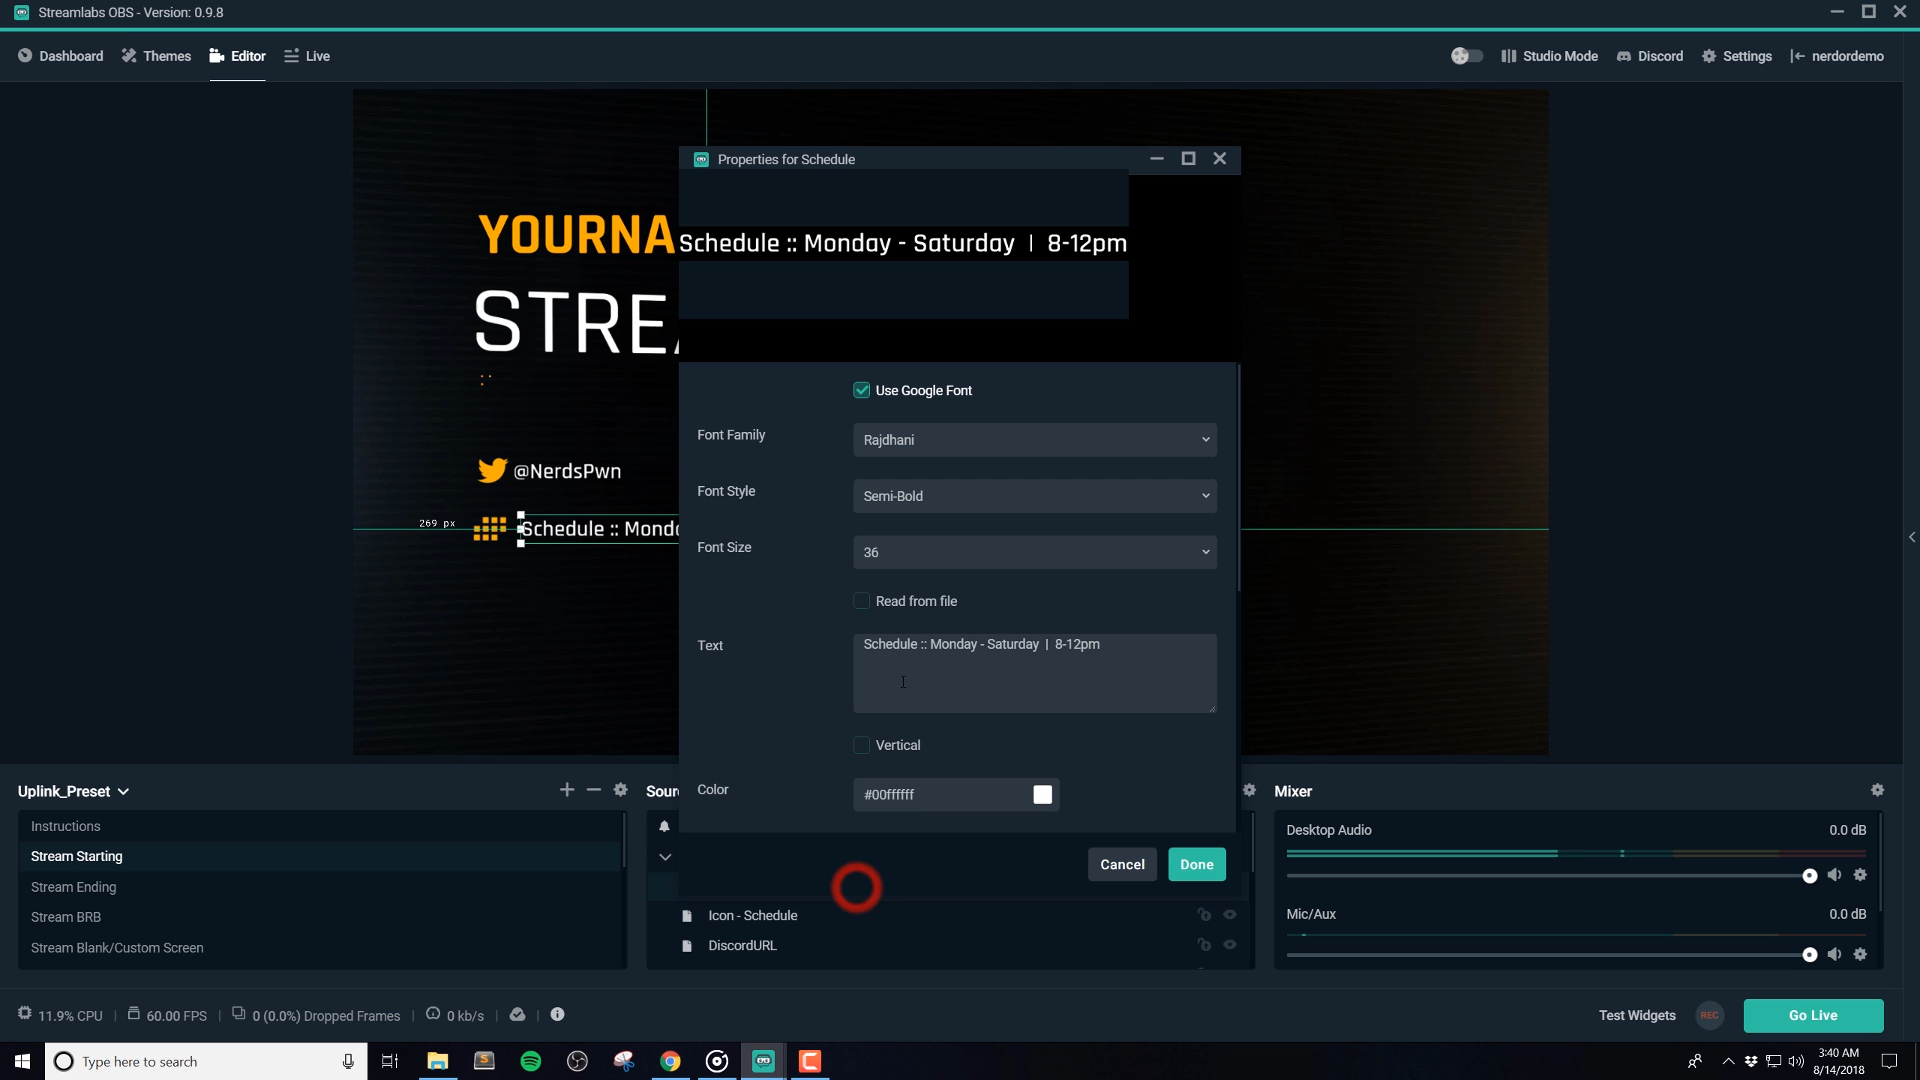 Streamlabs OBS - Version: 0.9.8
Dashboard Themes Editor Live
Studio Mode Discord Settings nerdordemo
Properties for Schedule
Schedule :: Monday - Saturday | 8-12pm
YOURNA
STREA
@NerdsPwn
269 px
Schedule :: Monda
Use Google Font
Font Family Rajdhani
Font Style Semi-Bold
Font Size 36
Read from file
Text Schedule :: Monday - Saturday | 8-12pm
Vertical
Color #00ffffff
Cancel Done
Uplink_Preset
Instructions
Stream Starting
Stream Ending
Stream BRB
Stream Blank/Custom Screen
Sour
Icon - Schedule
DiscordURL
Mixer
Desktop Audio 0.0 dB
Mic/Aux 0.0 dB
11.9% CPU | 60.00 FPS | 0 (0.0%) Dropped Frames | 0 kb/s
Test Widgets REC Go Live
Type here to search
3:40 AM
8/14/2018